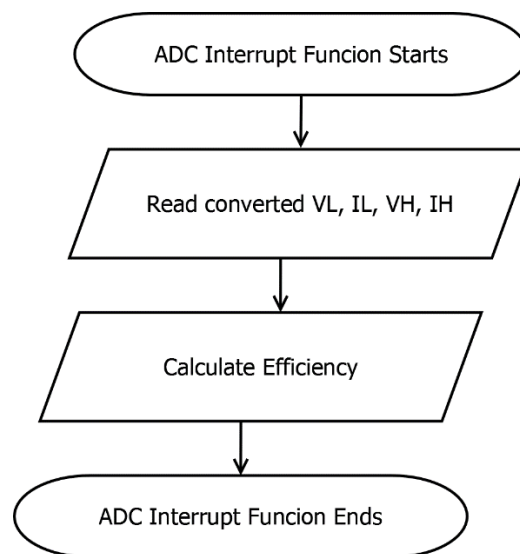 ADC Interrupt Funcion Starts
Read converted VL, IL, VH, IH
Calculate Efficiency
ADC Interrupt Funcion Ends